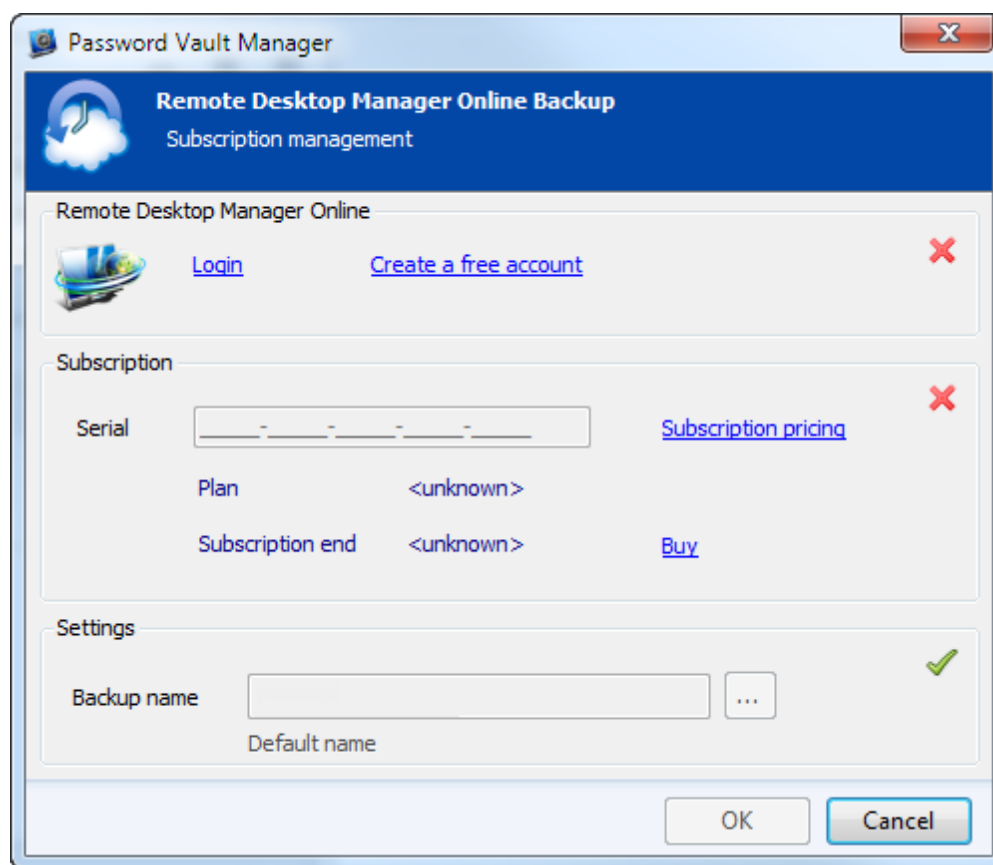 Password Vault Manager
Remote Desktop Manager Online Backup
Subscription management
Remote Desktop Manager Online
Login Create a free account
Subscription
Serial _____-_____-_____-_____-_____ Subscription pricing
Plan <unknown>
Subscription end <unknown> Buy
Settings
Backup name ...
Default name
OK Cancel